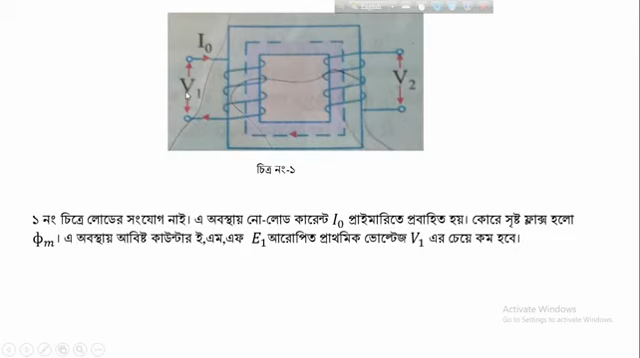 I₀
V₁
V₂
চিত্র নং-১
১ নং চিত্রে লোডের সংযোগ নাই। এ অবস্থায় নো-লোড কারেন্ট I₀ প্রাইমারিতে প্রবাহিত হয়। কোরে সৃষ্ট ফ্লাক্স হলো
ϕₘ। এ অবস্থায় আবিষ্ট কাউন্টার ই,এম,এফ E₁ আরোপিত প্রাথমিক ভোল্টেজ V₁ এর চেয়ে কম হবে।
Activate Windows
Go to Settings to activate Windows.